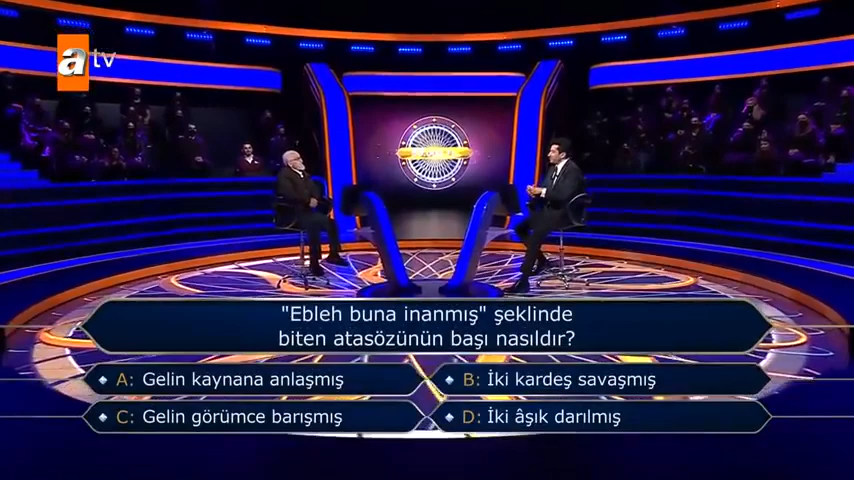 atv
"Ebleh buna inanmış" şeklinde
biten atasözünün başı nasıldır?
A: Gelin kaynana anlaşmış
B: İki kardeş savaşmış
C: Gelin görümce barışmış
D: İki âşık darılmış